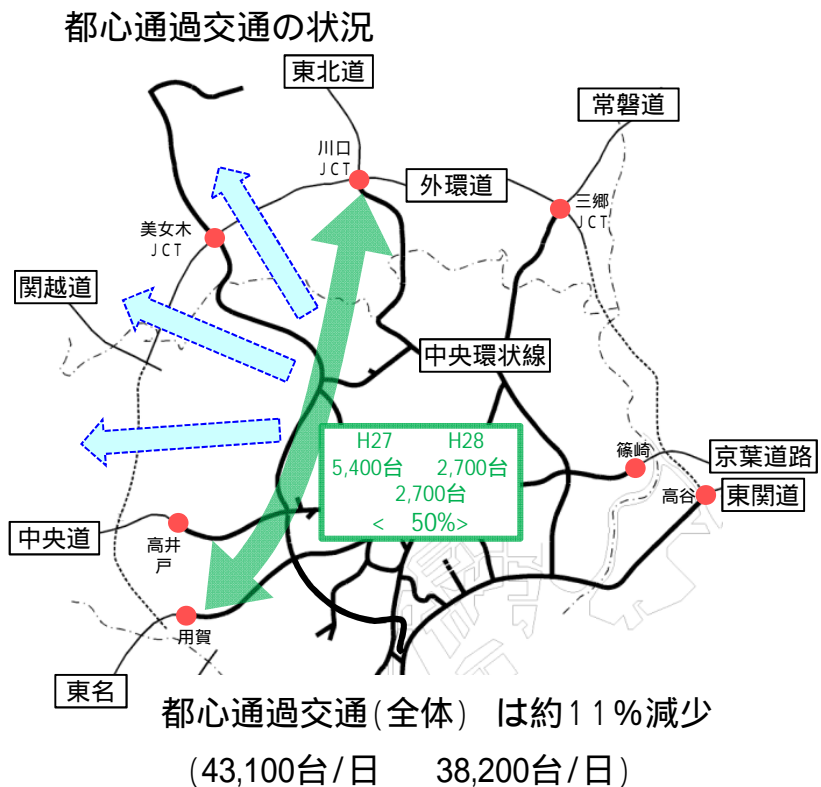 都心通過交通の状況
東北道
常磐道
川口
JCT
外環道
三郷
JCT
美女木
JCT
関越道
中央環状線
H27 H28
5,400台 2,700台
2,700台
< 50%>
篠崎
京葉道路
高谷
東関道
中央道
高井
戸
用賀
東名
都心通過交通(全体) は約11%減少
(43,100台/日 38,200台/日)